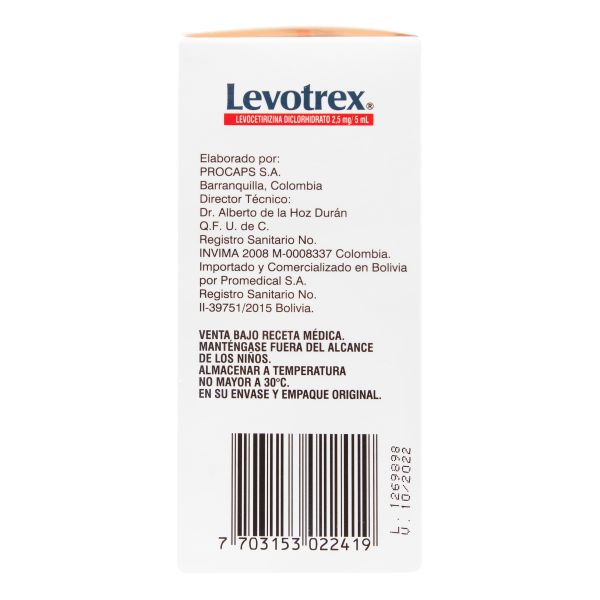 Levotrex®
LEVOCETIRIZINA DICLORHIDRATO 2,5 mg/ 5 mL
Elaborado por:
PROCAPS S.A.
Barranquilla, Colombia
Director Técnico:
Dr. Alberto de la Hoz Durán
Q.F. U. de C.
Registro Sanitario No.
INVIMA 2008 M-0008337 Colombia.
Importado y Comercializado en Bolivia
por Promedical S.A.
Registro Sanitario No.
II-39751/2015 Bolivia.
VENTA BAJO RECETA MÉDICA.
MANTÉNGASE FUERA DEL ALCANCE
DE LOS NIÑOS.
ALMACENAR A TEMPERATURA
NO MAYOR A 30°C.
EN SU ENVASE Y EMPAQUE ORIGINAL.
L: 1269898
V: 10/2022
7 703153 022419